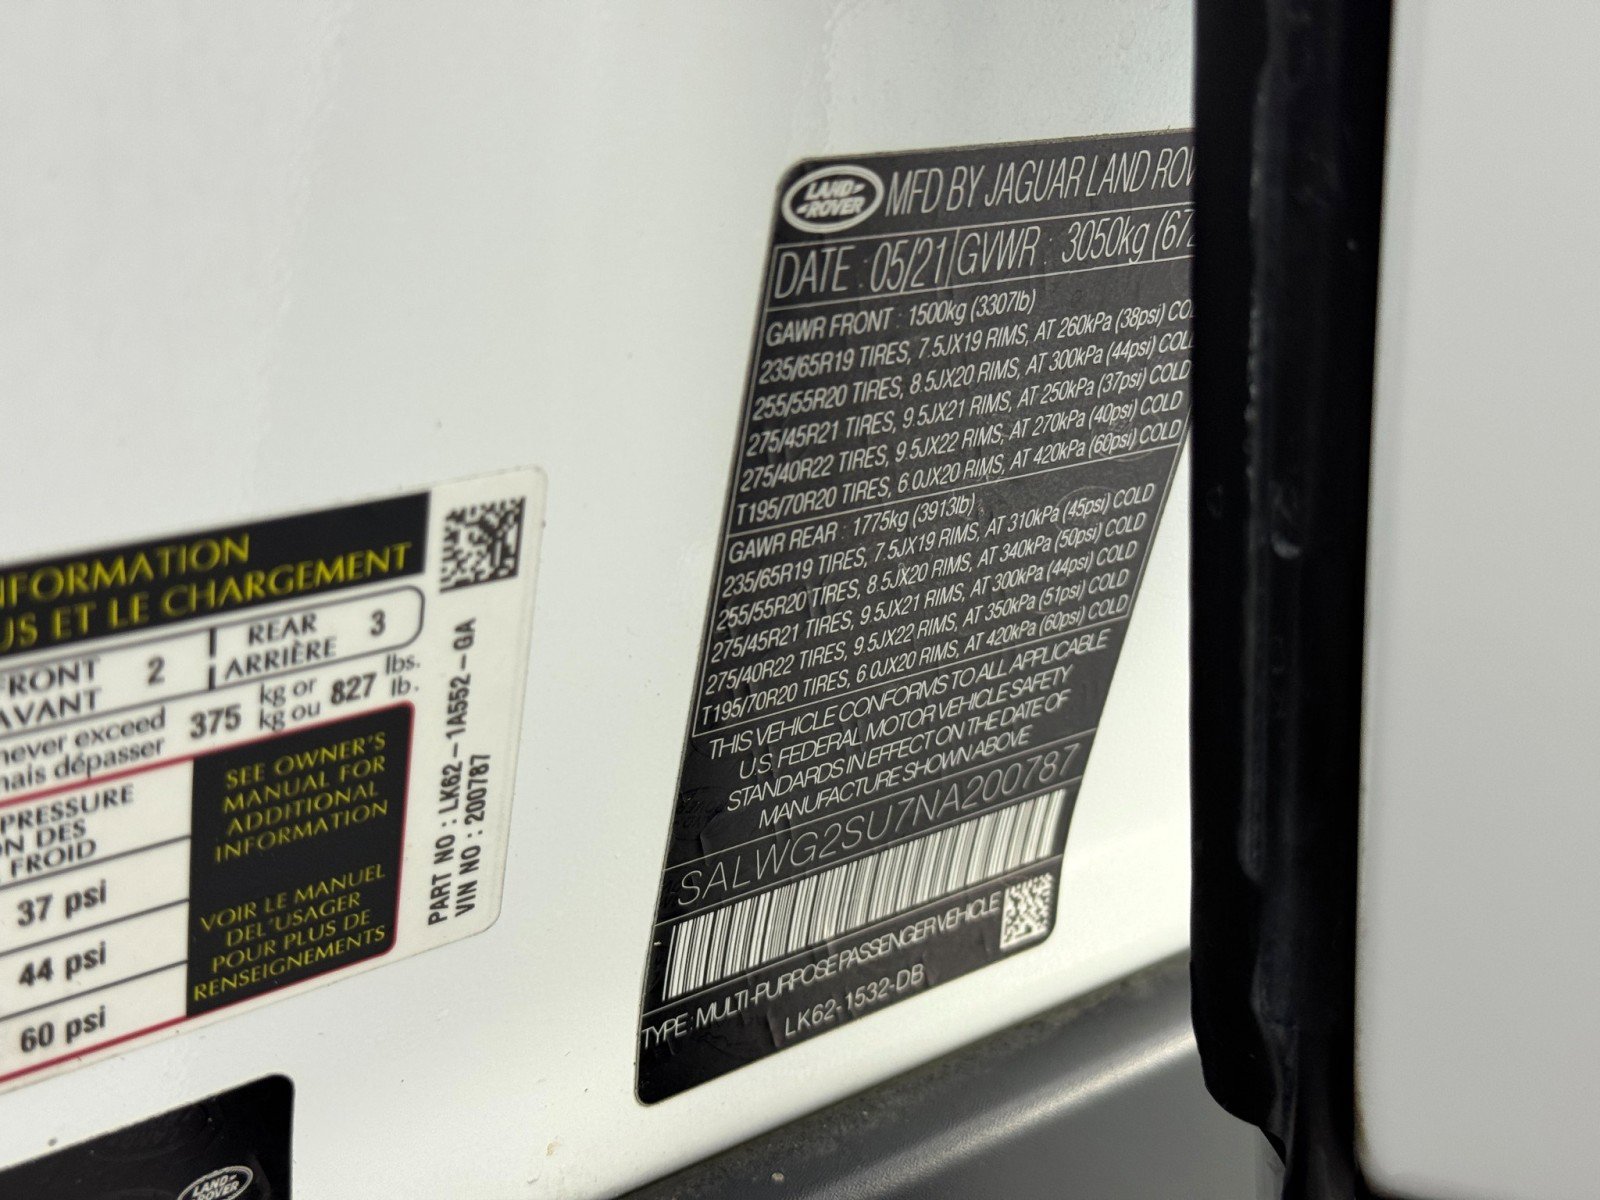 LAND-
-ROVER
MFD BY JAGUAR LAND ROV
DATE : 05/21 GVWR : 3050kg (672
GAWR FRONT : 1500kg (3307lb)
235/65R19 TIRES, 7.5JX19 RIMS, AT 260kPa (38psi) CO
255/55R20 TIRES, 8.5JX20 RIMS, AT 300kPa (44psi) COL
275/45R21 TIRES, 9.5JX21 RIMS, AT 250kPa (37psi) COLD
275/40R22 TIRES, 9.5JX22 RIMS, AT 270kPa (40psi) COLD
T195/70R20 TIRES, 6.0JX20 RIMS, AT 420kPa (60psi) COLD
GAWR REAR : 1775kg (3913lb)
235/65R19 TIRES, 7.5JX19 RIMS, AT 310kPa (45psi) COLD
255/55R20 TIRES, 8.5JX20 RIMS, AT 340kPa (50psi) COLD
275/45R21 TIRES, 9.5JX21 RIMS, AT 300kPa (44psi) COLD
275/40R22 TIRES, 9.5JX22 RIMS, AT 350kPa (51psi) COLD
T195/70R20 TIRES, 6.0JX20 RIMS, AT 420kPa (60psi) COLD
THIS VEHICLE CONFORMS TO ALL APPLICABLE
U.S. FEDERAL MOTOR VEHICLE SAFETY
STANDARDS IN EFFECT ON THE DATE OF
MANUFACTURE SHOWN ABOVE
SALWG2SU7NA200787
TYPE : MULTI-PURPOSE PASSENGER VEHICLE
LK62-1532-DB
NFORMATION
US ET LE CHARGEMENT
FRONT 2 REAR 3
AVANT ARRIÈRE
never exceed 375 kg or 827 lbs.
mais dépasser kg ou lb.
PRESSURE
ON DES
FROID
37 psi
44 psi
60 psi
SEE OWNER'S
MANUAL FOR
ADDITIONAL
INFORMATION
VOIR LE MANUEL
DE L'USAGER
POUR PLUS DE
RENSEIGNEMENTS
PART NO : LK62-1A552-GA
VIN NO : 200787
LAND-
-ROVER